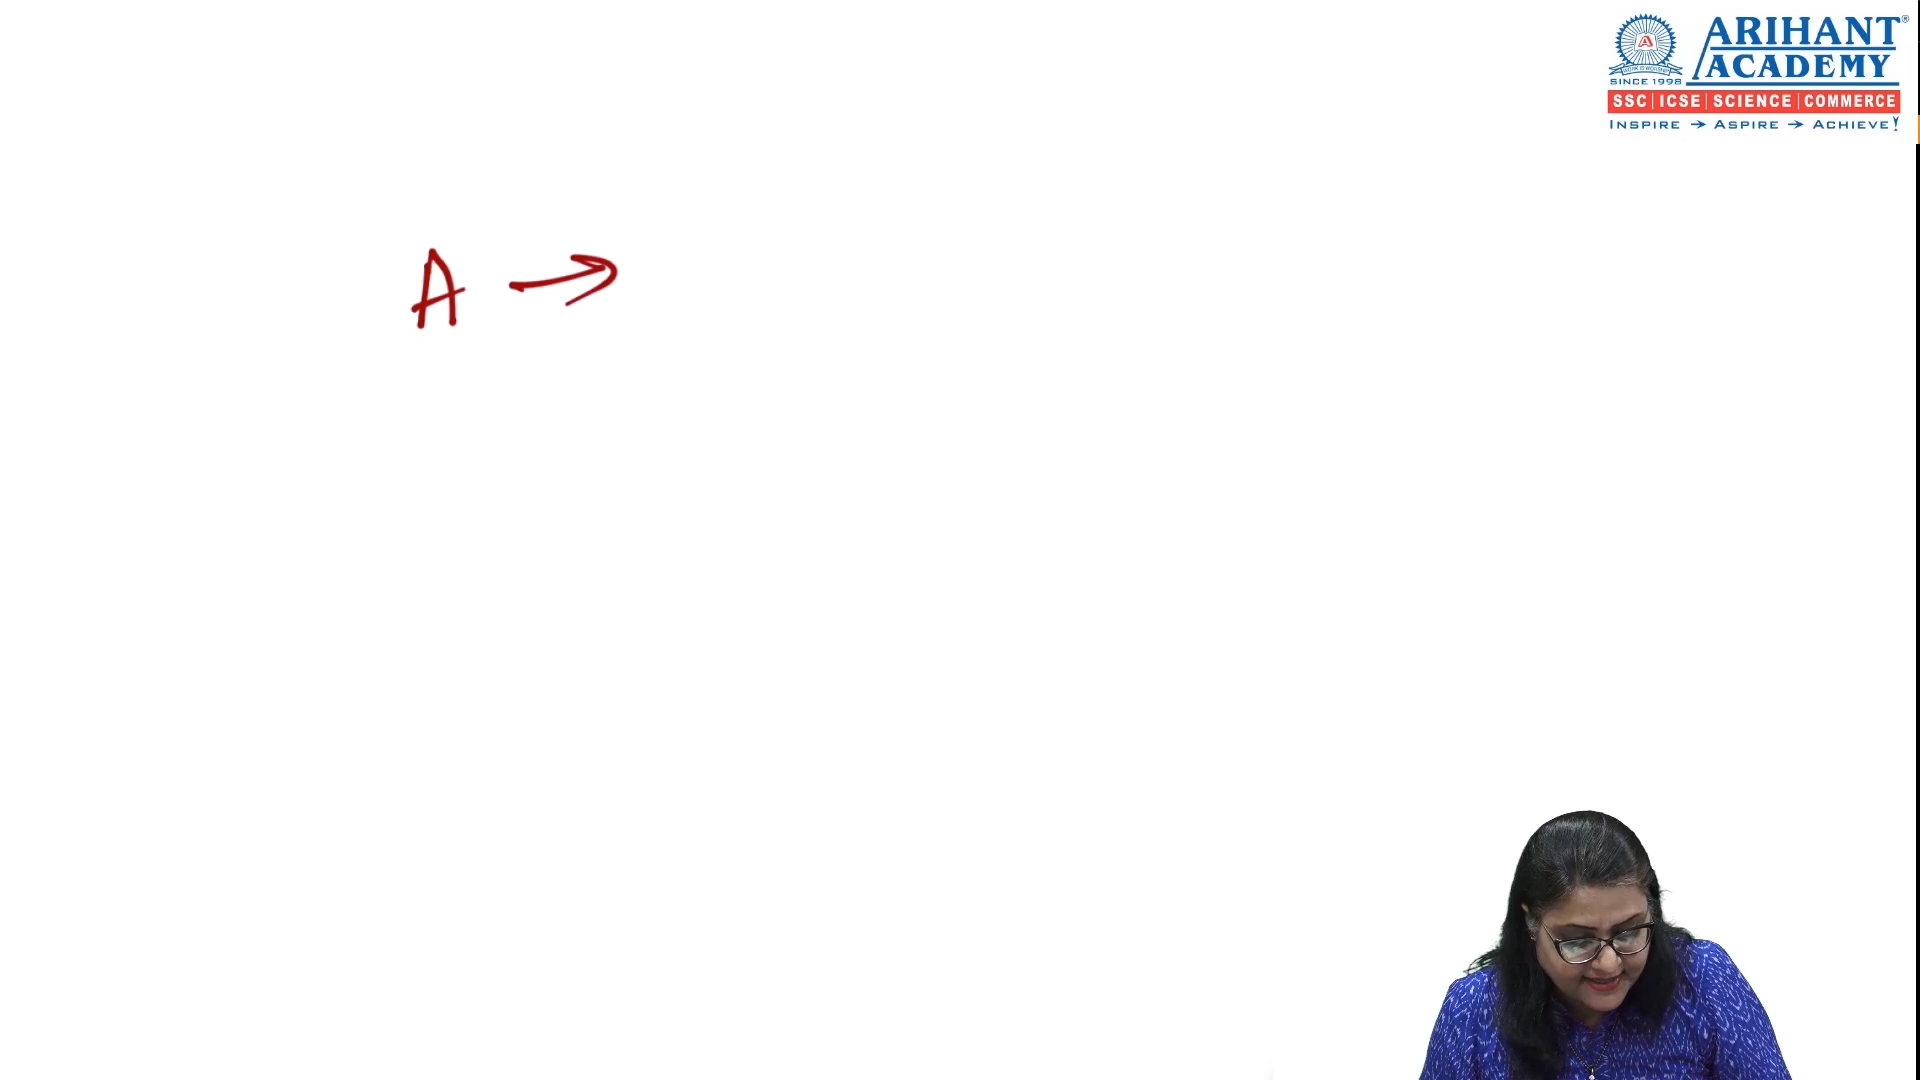 ARIHANT®
ACADEMY
SINCE 1998
SSC | ICSE | SCIENCE | COMMERCE
INSPIRE → ASPIRE → ACHIEVE!
A →